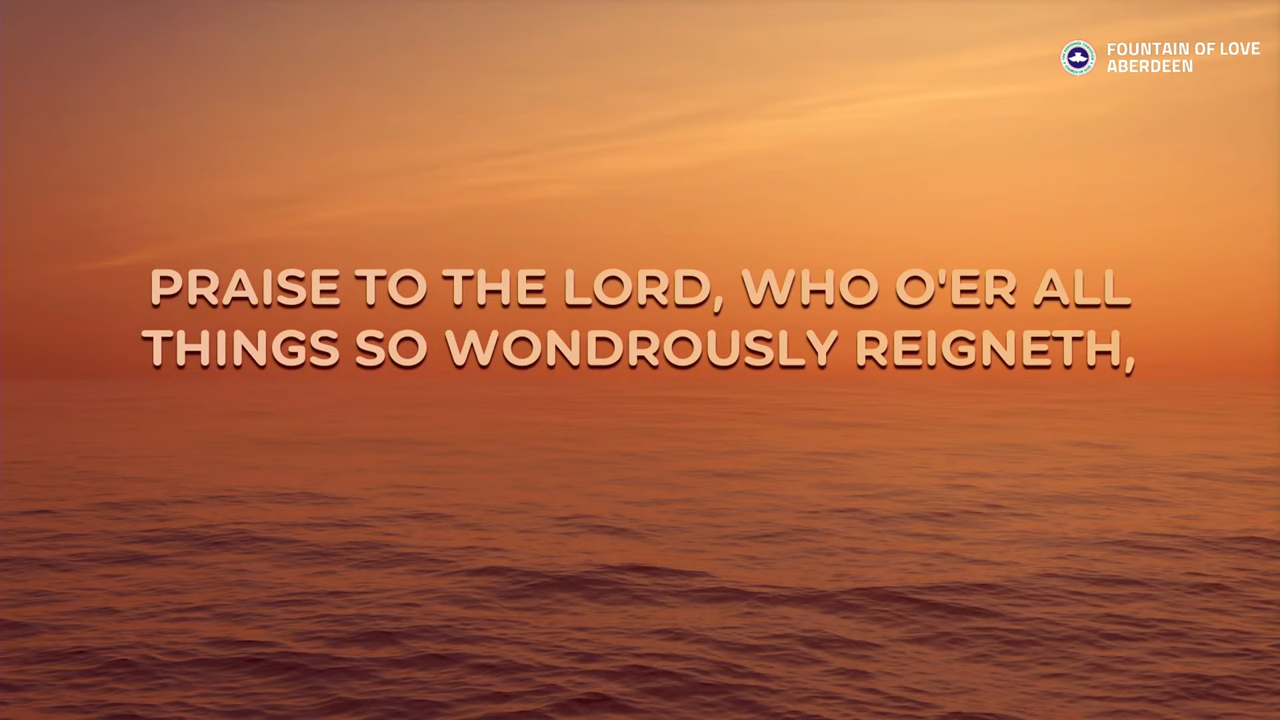 FOUNTAIN OF LOVE
ABERDEEN
PRAISE TO THE LORD, WHO O'ER ALL
THINGS SO WONDROUSLY REIGNETH,